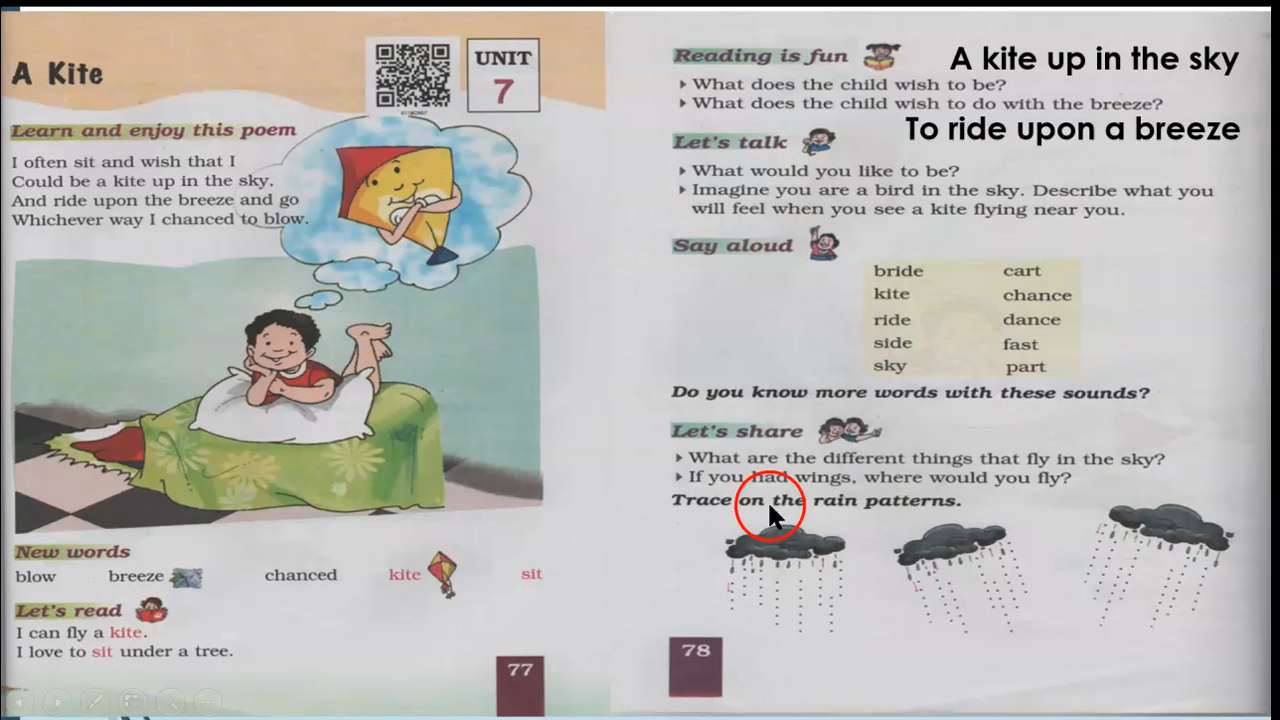 A Kite
UNIT
7
Learn and enjoy this poem
I often sit and wish that I
Could be a kite up in the sky,
And ride upon the breeze and go
Whichever way I chanced to blow.
New words
blow breeze chanced kite sit
Let's read
I can fly a kite.
I love to sit under a tree.
77
Reading is fun
What does the child wish to be?
What does the child wish to do with the breeze?
A kite up in the sky
To ride upon a breeze
Let's talk
What would you like to be?
Imagine you are a bird in the sky. Describe what you
will feel when you see a kite flying near you.
Say aloud
bride cart
kite chance
ride dance
side fast
sky part
Do you know more words with these sounds?
Let's share
What are the different things that fly in the sky?
If you had wings, where would you fly?
Trace on the rain patterns.
78